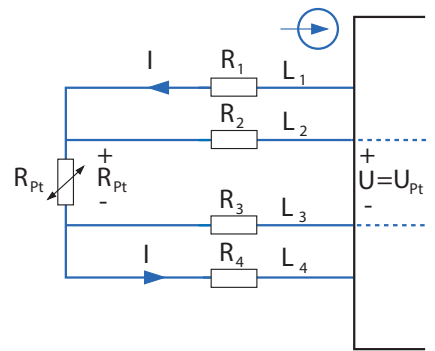 I R1 L1
R2 L2
RPt + RPt - + U=UPt -
R3 L3
I R4 L4